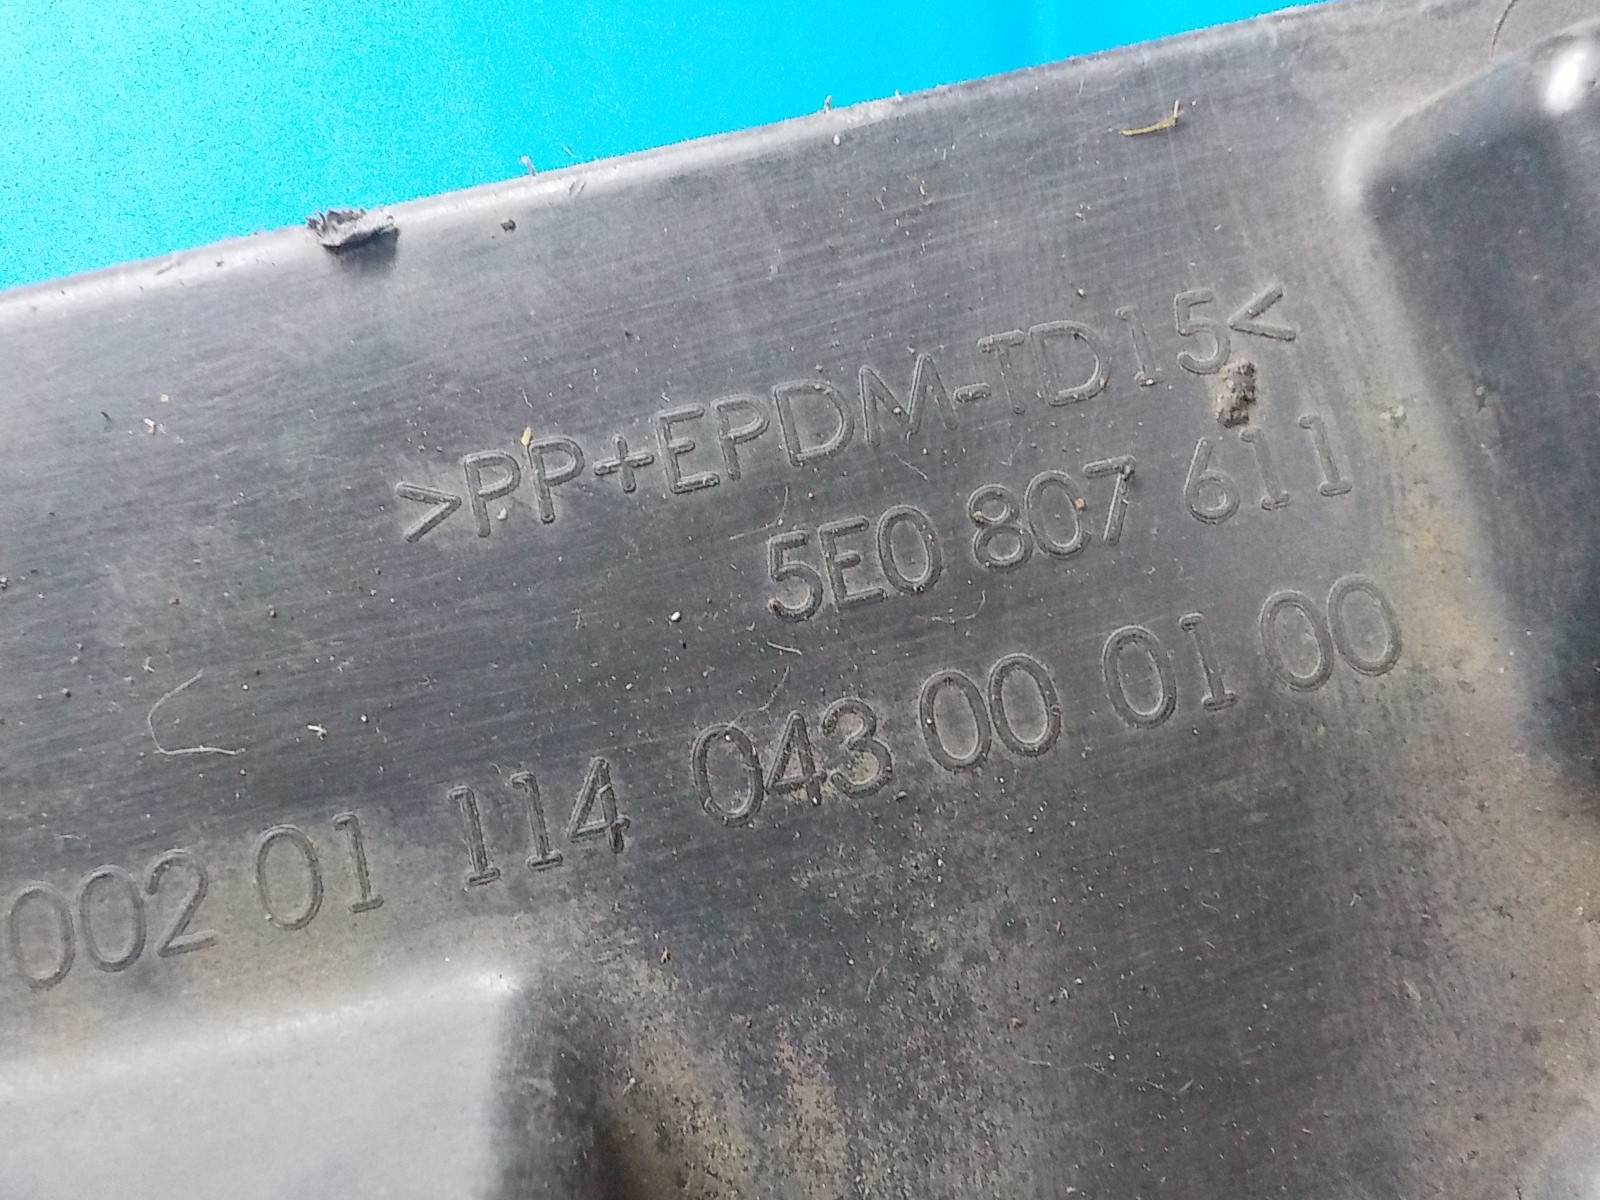 >PP+EPDM-TD15<
5E0 807 611
002 01 114 043 00 01 00